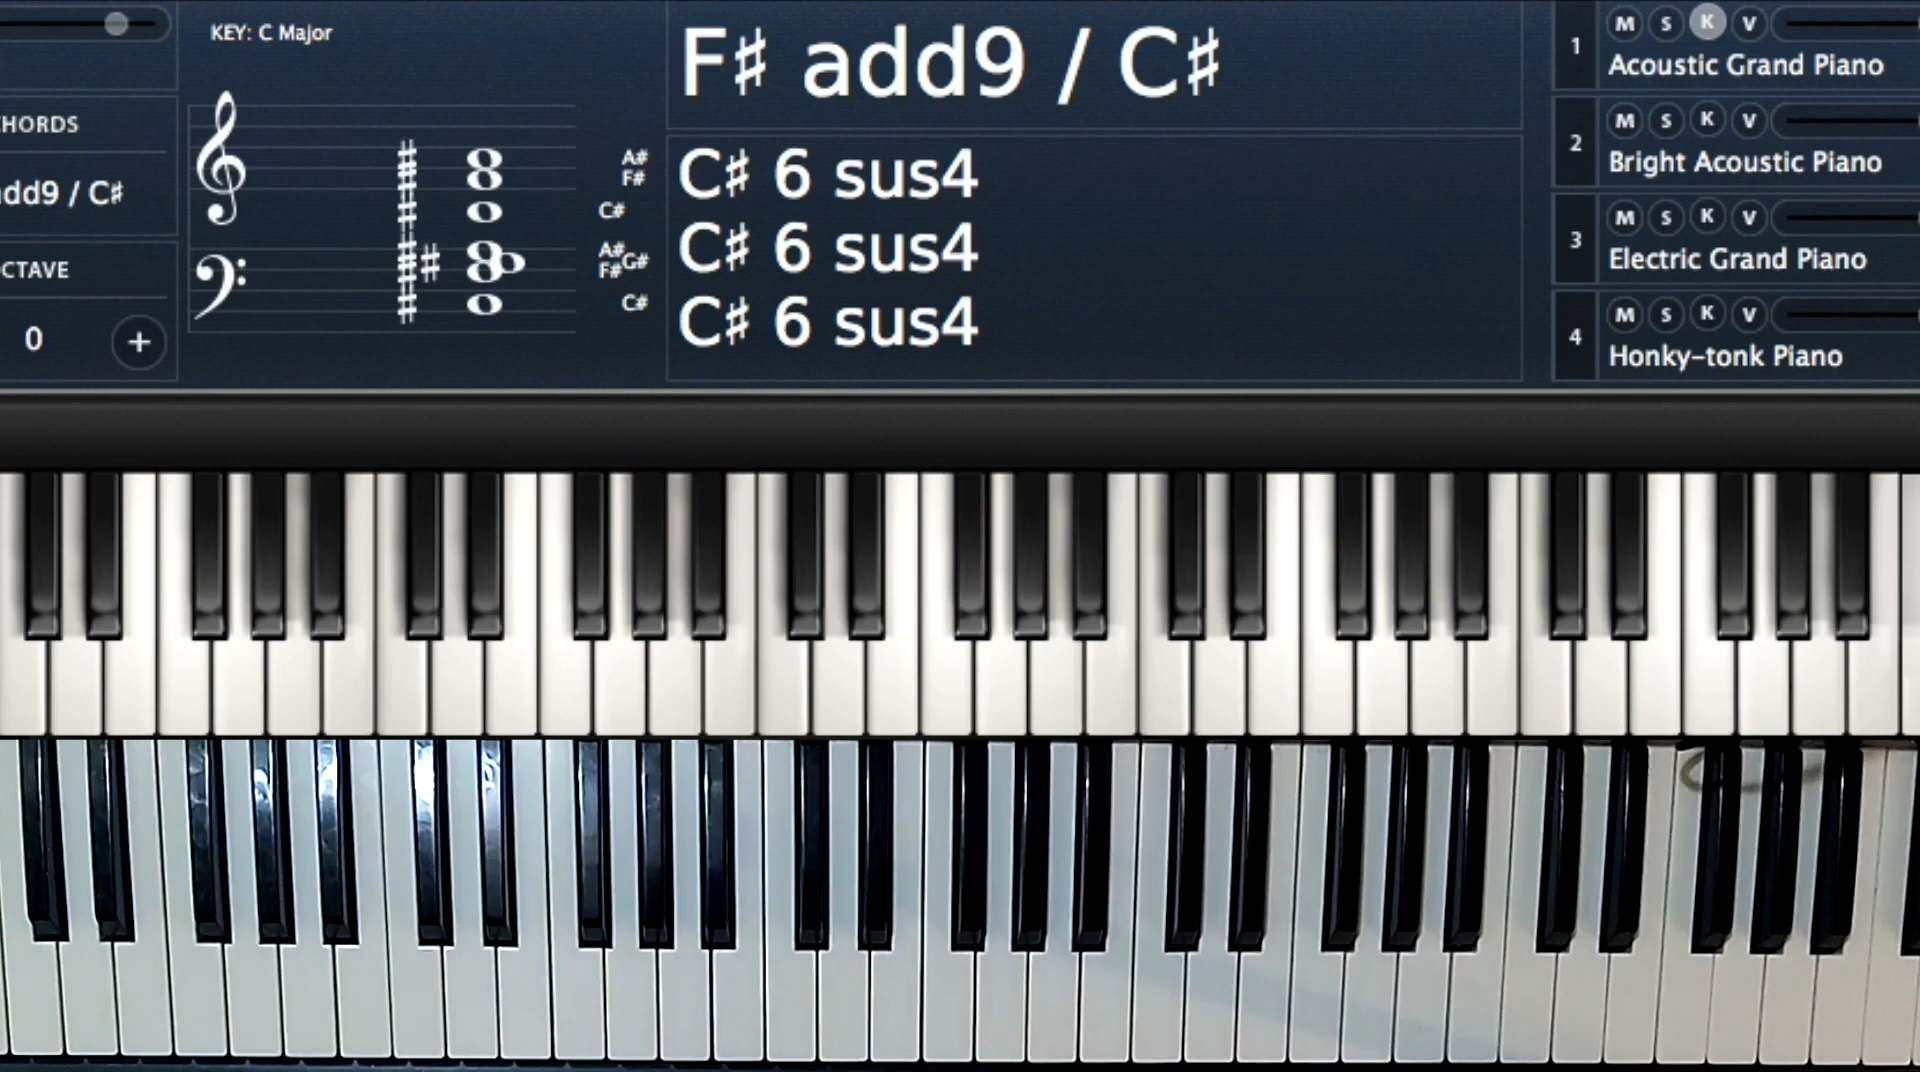 KEY: C Major
HORDS
add9 / C♯
CTAVE
0
+
A#
F#
C#
A#
G#
F#
C#
F♯ add9 / C♯
C♯ 6 sus4
C♯ 6 sus4
C♯ 6 sus4
1
M S K V
Acoustic Grand Piano
2
M S K V
Bright Acoustic Piano
3
M S K V
Electric Grand Piano
4
M S K V
Honky-tonk Piano